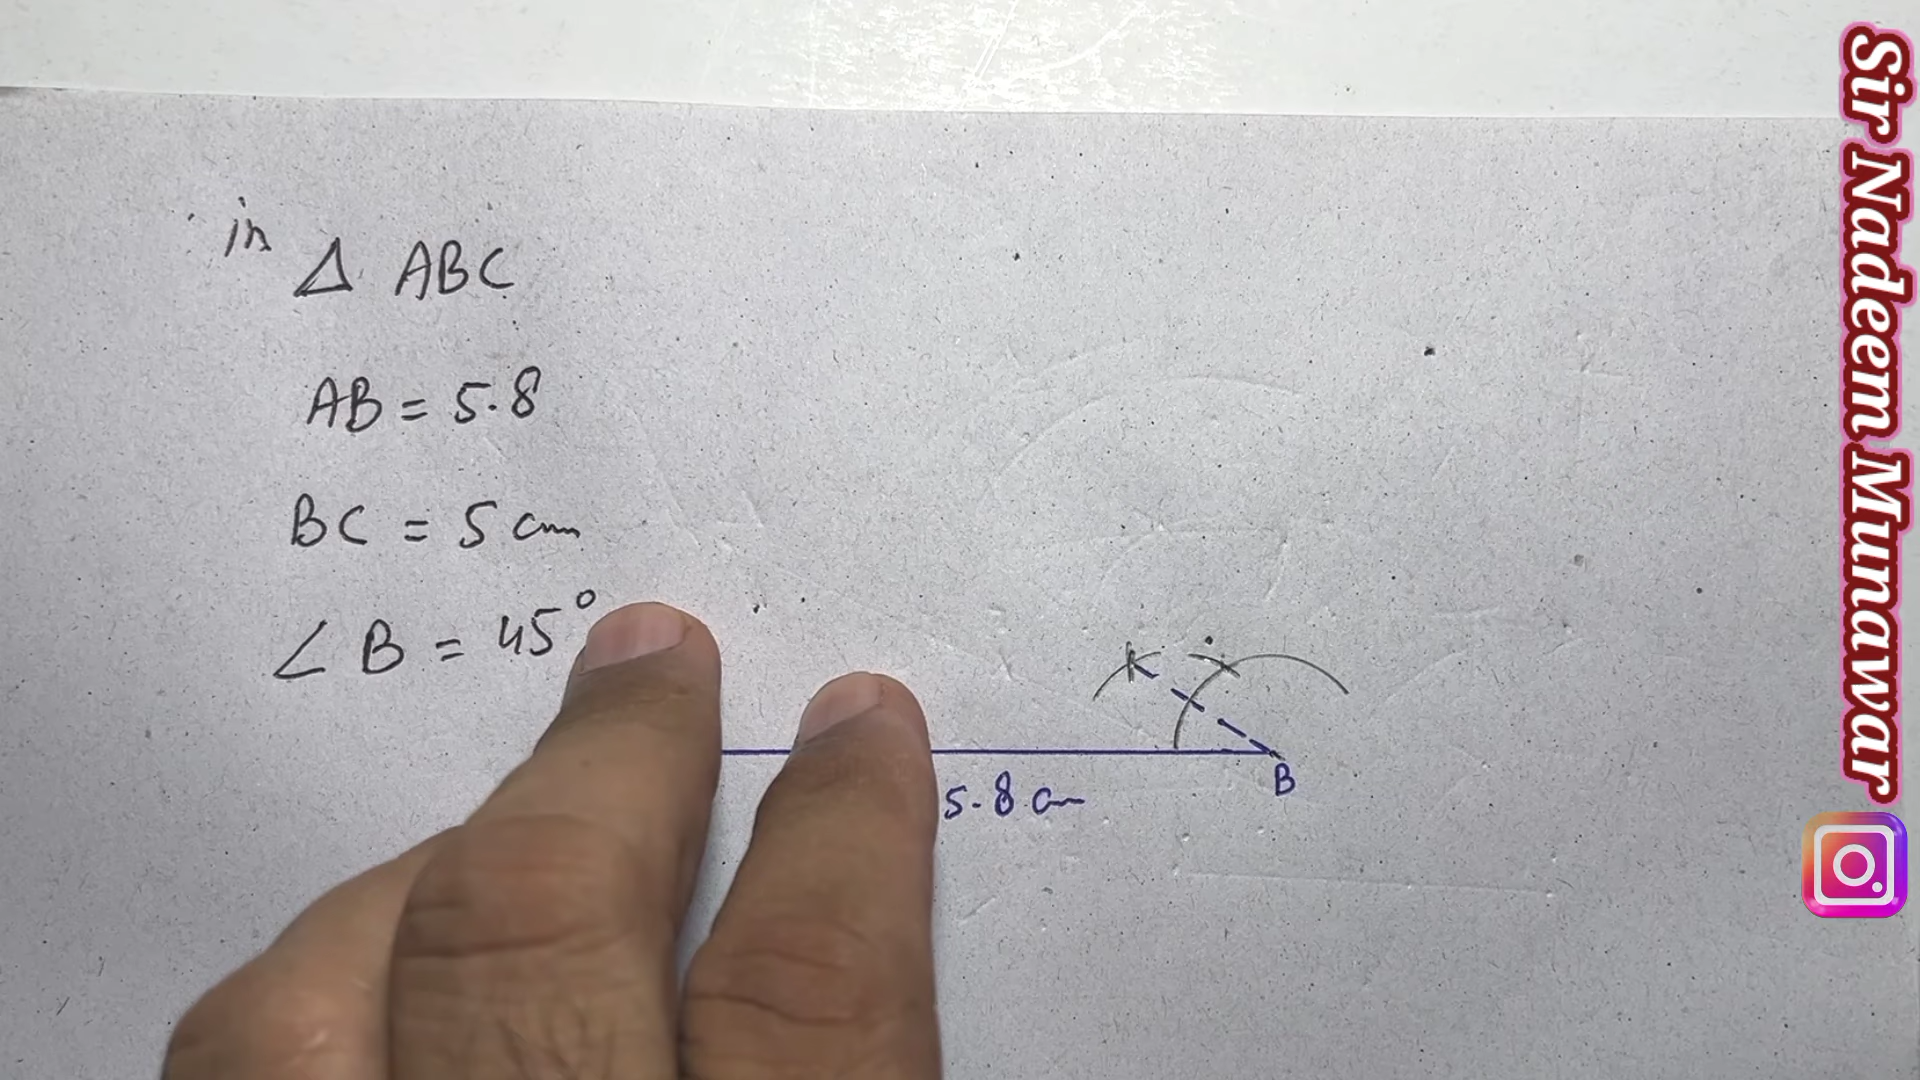 in △ ABC
AB = 5.8
BC = 5 cm
∠ B = 45°
5.8 cm
B
Sir Nadeem Munawar